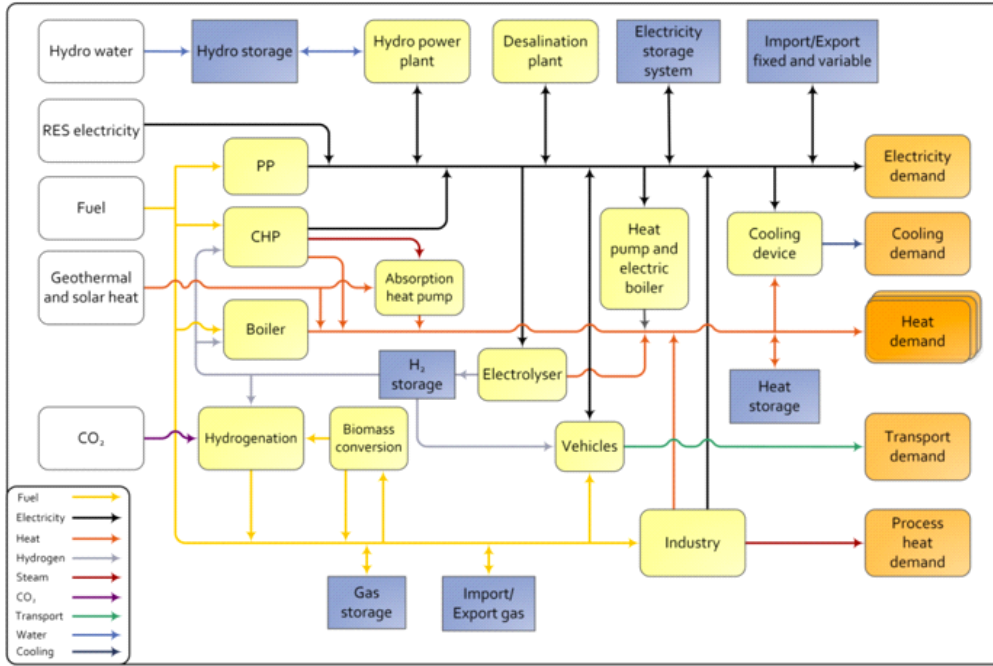 Hydro water
Hydro storage
Hydro power
plant
Desalination
plant
Electricity
storage
system
Import/Export
fixed and variable
RES electricity
PP
Electricity
demand
Fuel
CHP
Heat
pump and
electric
boiler
Cooling
device
Cooling
demand
Geothermal
and solar heat
Absorption
heat pump
Boiler
Heat
demand
H₂
storage
Electrolyser
Heat
storage
CO₂
Hydrogenation
Biomass
conversion
Vehicles
Transport
demand
Fuel
Electricity
Heat
Hydrogen
Steam
CO₂
Transport
Water
Cooling
Industry
Process
heat
demand
Gas
storage
Import/
Export gas